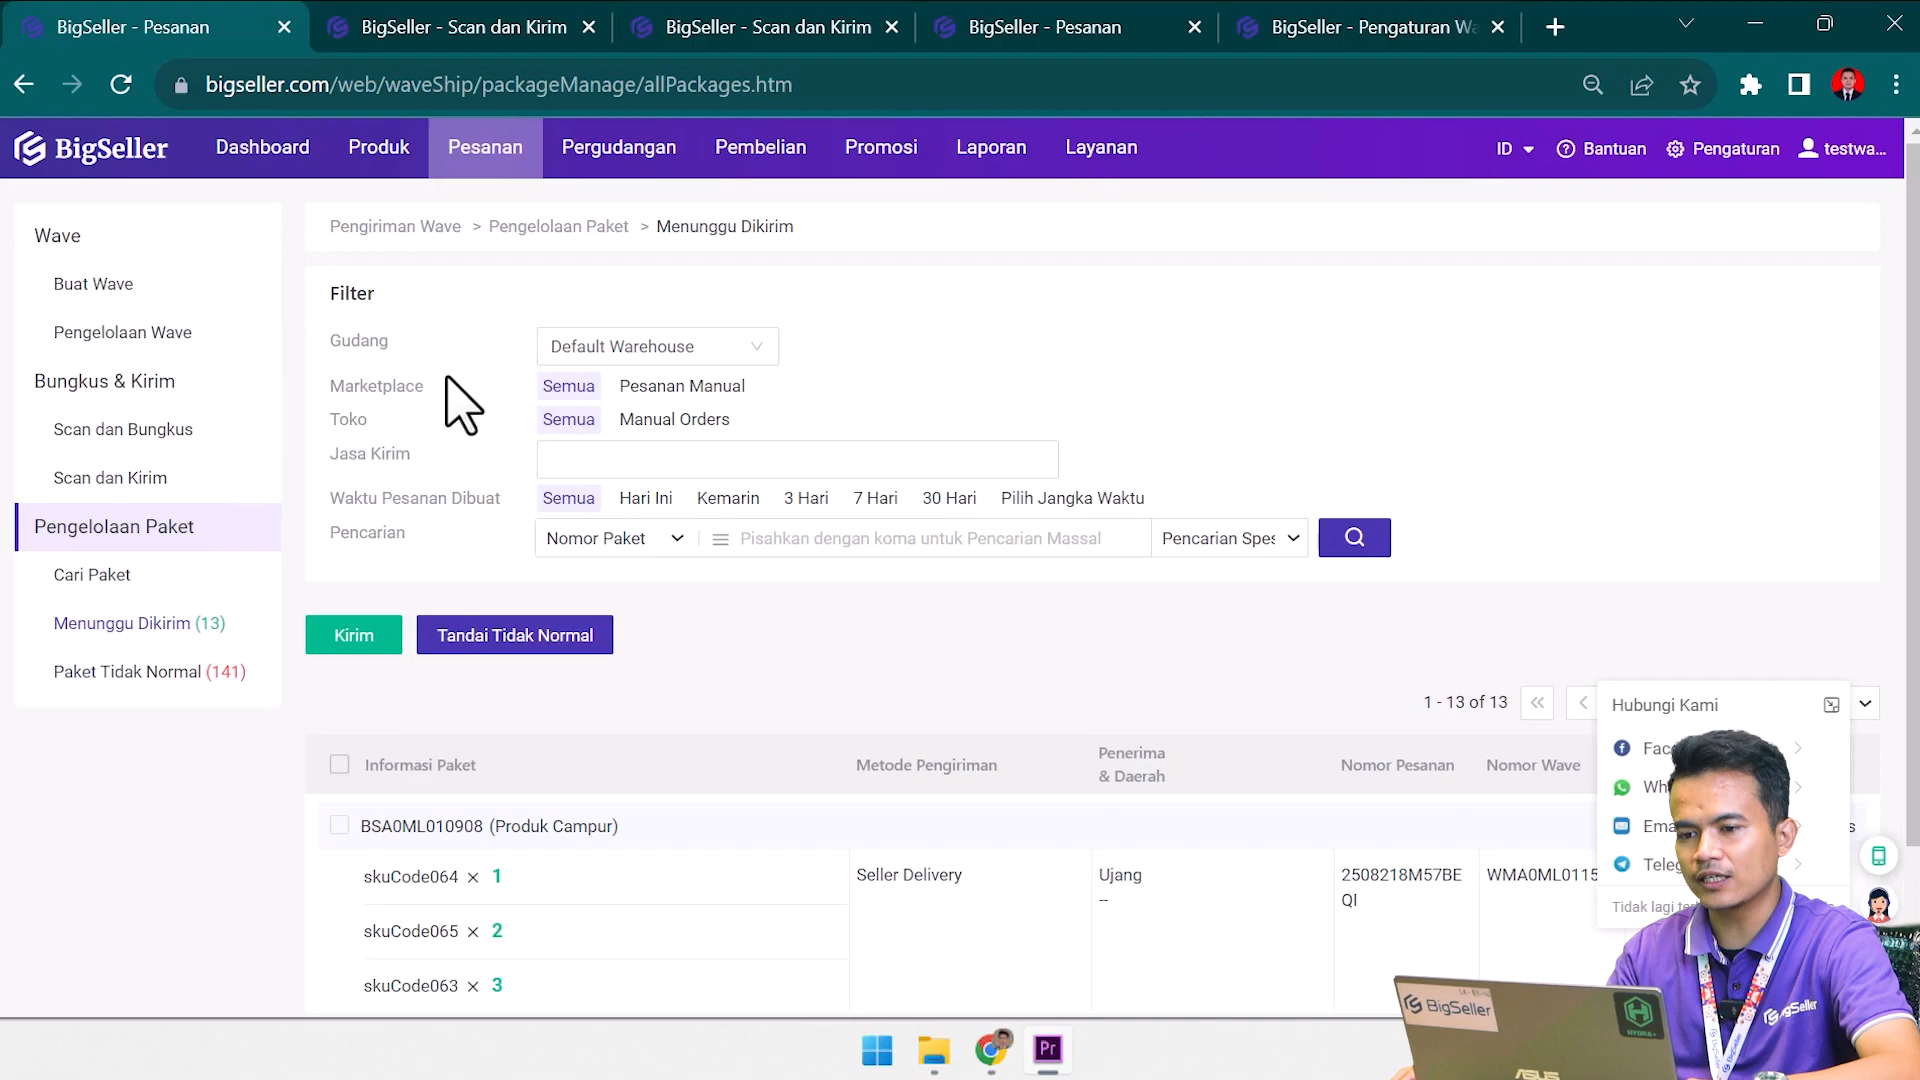 BigSeller - Pesanan
BigSeller - Scan dan Kirim
BigSeller - Scan dan Kirim
BigSeller - Pesanan
BigSeller - Pengaturan Wa
bigseller.com/web/waveShip/packageManage/allPackages.htm
BigSeller
Dashboard
Produk
Pesanan
Pergudangan
Pembelian
Promosi
Laporan
Layanan
ID
Bantuan
Pengaturan
testwa...
Wave
Buat Wave
Pengelolaan Wave
Bungkus & Kirim
Scan dan Bungkus
Scan dan Kirim
Pengelolaan Paket
Cari Paket
Menunggu Dikirim (13)
Paket Tidak Normal (141)
Pengiriman Wave > Pengelolaan Paket > Menunggu Dikirim
Filter
Gudang
Default Warehouse
Marketplace
Semua Pesanan Manual
Toko
Semua Manual Orders
Jasa Kirim
Waktu Pesanan Dibuat
Semua Hari Ini Kemarin 3 Hari 7 Hari 30 Hari Pilih Jangka Waktu
Pencarian
Nomor Paket
Pisahkan dengan koma untuk Pencarian Massal
Pencarian Spes
Kirim
Tandai Tidak Normal
1 - 13 of 13
Informasi Paket
Metode Pengiriman
Penerima
& Daerah
Nomor Pesanan
Nomor Wave
BSA0ML010908 (Produk Campur)
skuCode064 × 1
skuCode065 × 2
skuCode063 × 3
Seller Delivery
Ujang
--
2508218M57BE
QI
WMA0ML0115
Hubungi Kami
Tidak lagi
BigSeller
HYDRA+
ASUS
Pr